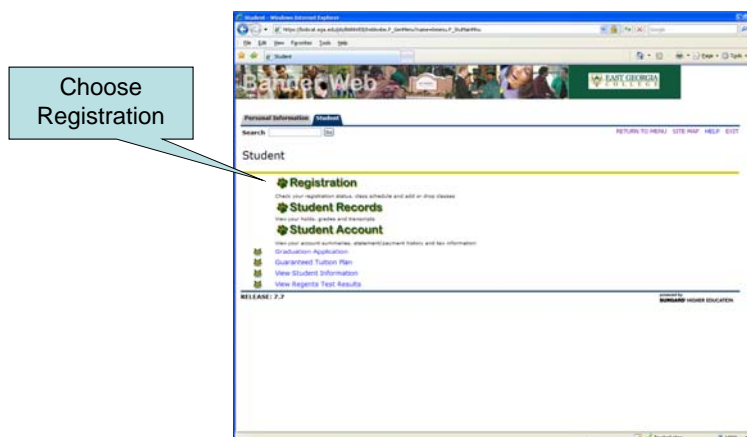 Choose
Registration
Student - Windows Internet Explorer
File Edit View Favorites Tools Help
Student
Page
Banner Web
EAST GEORGIA
COLLEGE
Personal Information Student
Search Go
RETURN TO MENU SITE MAP HELP EXIT
Student
Registration
Check your registration status, class schedule and add or drop classes
Student Records
View your holds, grades and transcripts
Student Account
View your account summaries, statement/payment history and tax information
Graduation Application
Guaranteed Tuition Plan
View Student Information
View Regents Test Results
RELEASE: 7.7
powered by
SUNGARD HIGHER EDUCATION